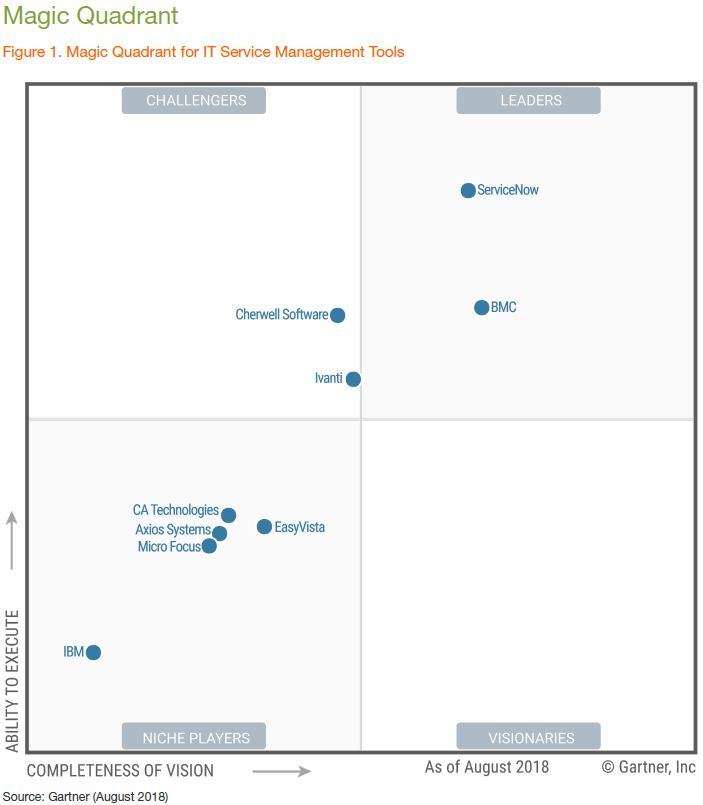 Magic Quadrant
Figure 1. Magic Quadrant for IT Service Management Tools
CHALLENGERS
LEADERS
ServiceNow
BMC
Cherwell Software
Ivanti
CA Technologies
Axios Systems
EasyVista
Micro Focus
IBM
ABILITY TO EXECUTE
NICHE PLAYERS
VISIONARIES
COMPLETENESS OF VISION
As of August 2018
© Gartner, Inc
Source: Gartner (August 2018)